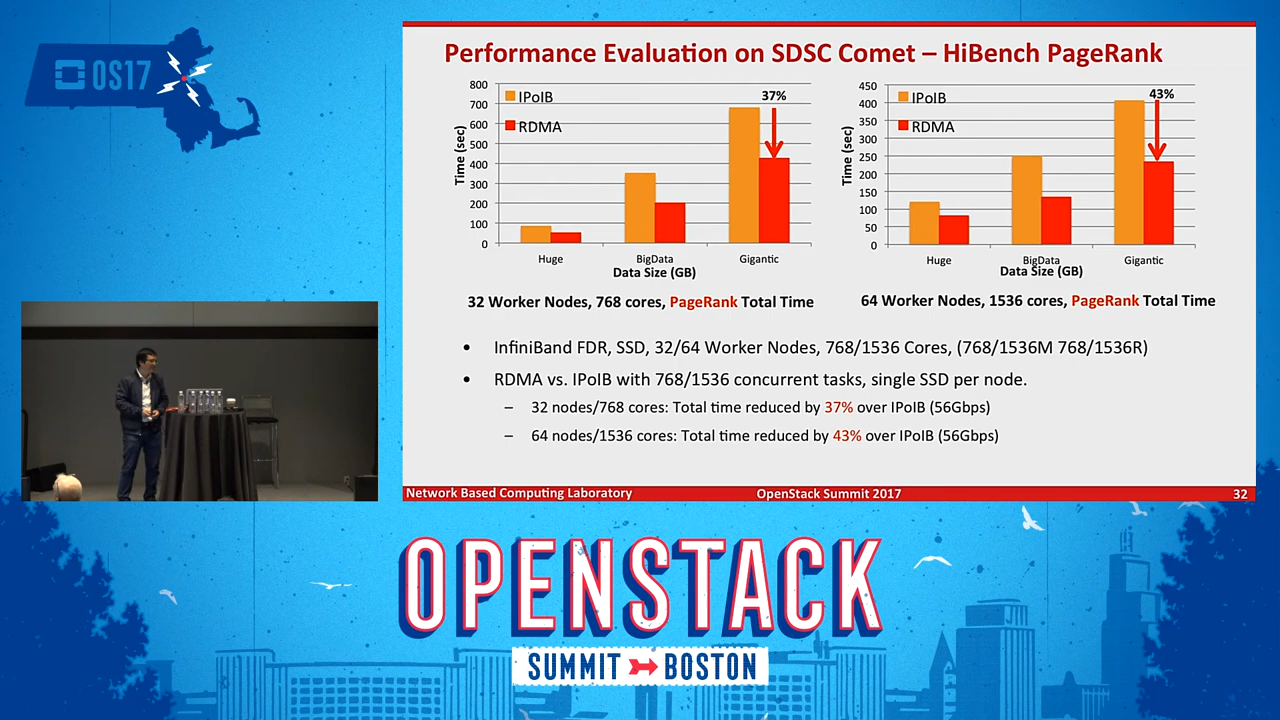 OS17
Performance Evaluation on SDSC Comet – HiBench PageRank
800
700
600
500
400
300
200
100
0
Time (sec)
IPoIB
RDMA
37%
Huge
BigData
Gigantic
Data Size (GB)
32 Worker Nodes, 768 cores, PageRank Total Time
450
400
350
300
250
200
150
100
50
0
Time (sec)
IPoIB
RDMA
43%
Huge
BigData
Gigantic
Data Size (GB)
64 Worker Nodes, 1536 cores, PageRank Total Time
• InfiniBand FDR, SSD, 32/64 Worker Nodes, 768/1536 Cores, (768/1536M 768/1536R)
• RDMA vs. IPoIB with 768/1536 concurrent tasks, single SSD per node.
– 32 nodes/768 cores: Total time reduced by 37% over IPoIB (56Gbps)
– 64 nodes/1536 cores: Total time reduced by 43% over IPoIB (56Gbps)
Network Based Computing Laboratory OpenStack Summit 2017 32
OPENSTACK
SUMMIT BOSTON